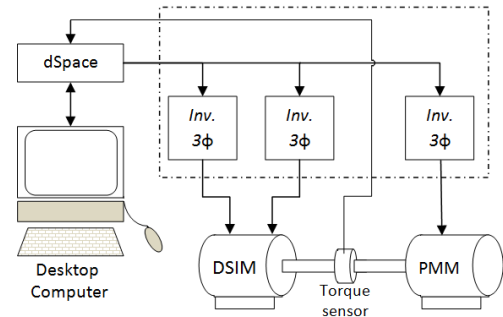 dSpace
Inv.
3ϕ
Inv.
3ϕ
Inv.
3ϕ
DSIM
PMM
Torque
sensor
Desktop
Computer